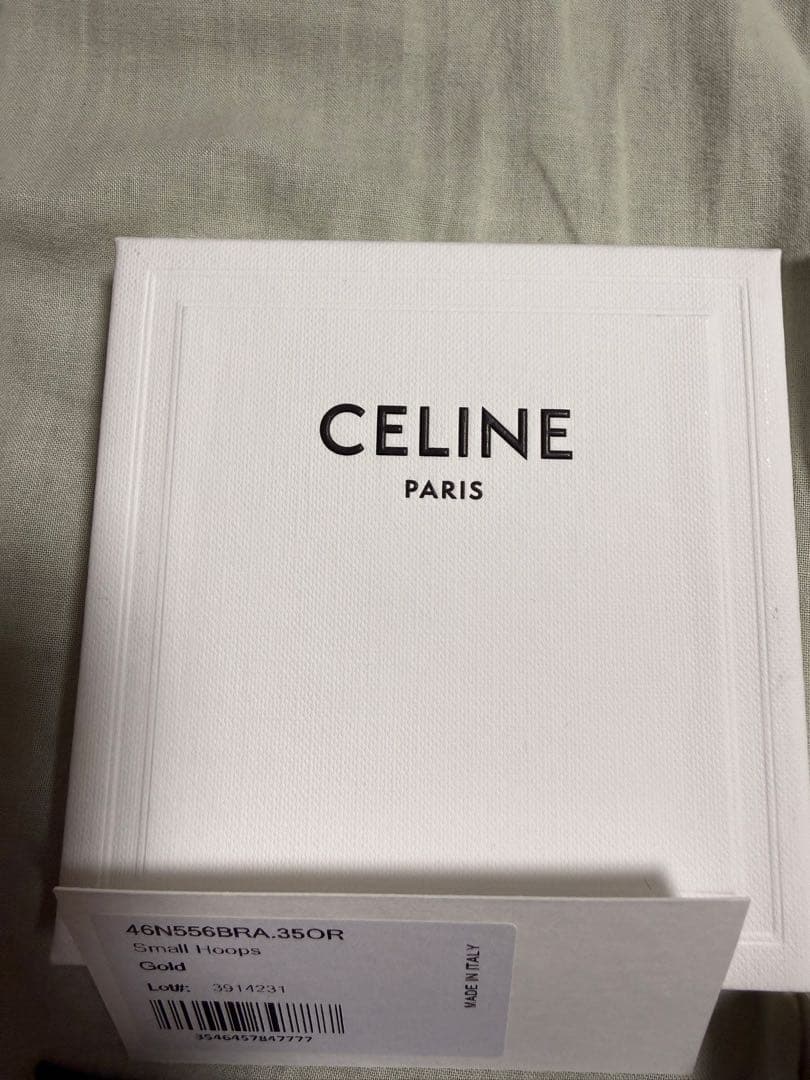 CELINE
PARIS
46N556BRA.35OR
Small Hoops
Gold
Lot#: 3914231
3546457847777
MADE IN ITALY